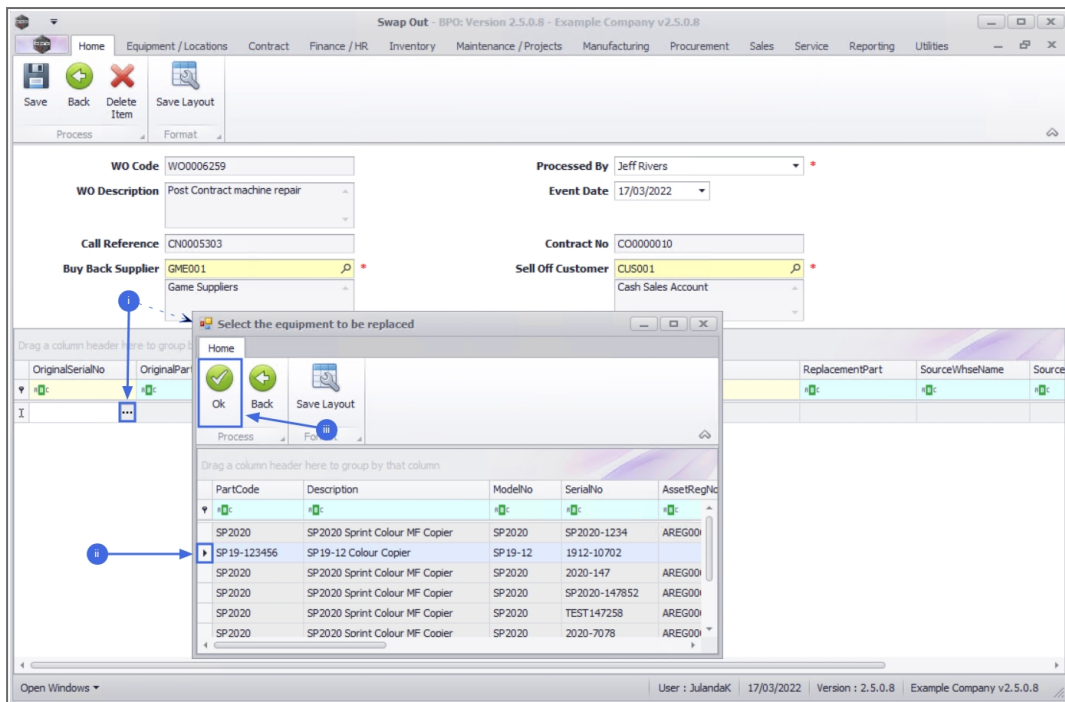 Swap Out - BPO: Version 2.5.0.8 - Example Company v2.5.0.8
Home Equipment / Locations Contract Finance / HR Inventory Maintenance / Projects Manufacturing Procurement Sales Service Reporting Utilities
Save Back Delete Item Save Layout
Process Format
WO Code WO0006259 Processed By Jeff Rivers *
WO Description Post Contract machine repair Event Date 17/03/2022
Call Reference CN0005303 Contract No CO0000010
Buy Back Supplier GME001 * Sell Off Customer CUS001 *
Game Suppliers Cash Sales Account
i
Select the equipment to be replaced
Drag a column header here to group b
Home
OriginalSerialNo OriginalPart ReplacementPart SourceWhseName Source
Ok Back Save Layout
iii
Process
Drag a column header here to group by that column
PartCode Description ModelNo SerialNo AssetRegNo
SP2020 SP2020 Sprint Colour MF Copier SP2020 SP2020-1234 AREG00
ii
SP19-123456 SP19-12 Colour Copier SP19-12 1912-10702
SP2020 SP2020 Sprint Colour MF Copier SP2020 2020-147 AREG00
SP2020 SP2020 Sprint Colour MF Copier SP2020 SP2020-147852 AREG00
SP2020 SP2020 Sprint Colour MF Copier SP2020 TEST147258 AREG00
SP2020 SP2020 Sprint Colour MF Copier SP2020 2020-7078 AREG00
Open Windows User : JulandaK 17/03/2022 Version : 2.5.0.8 Example Company v2.5.0.8